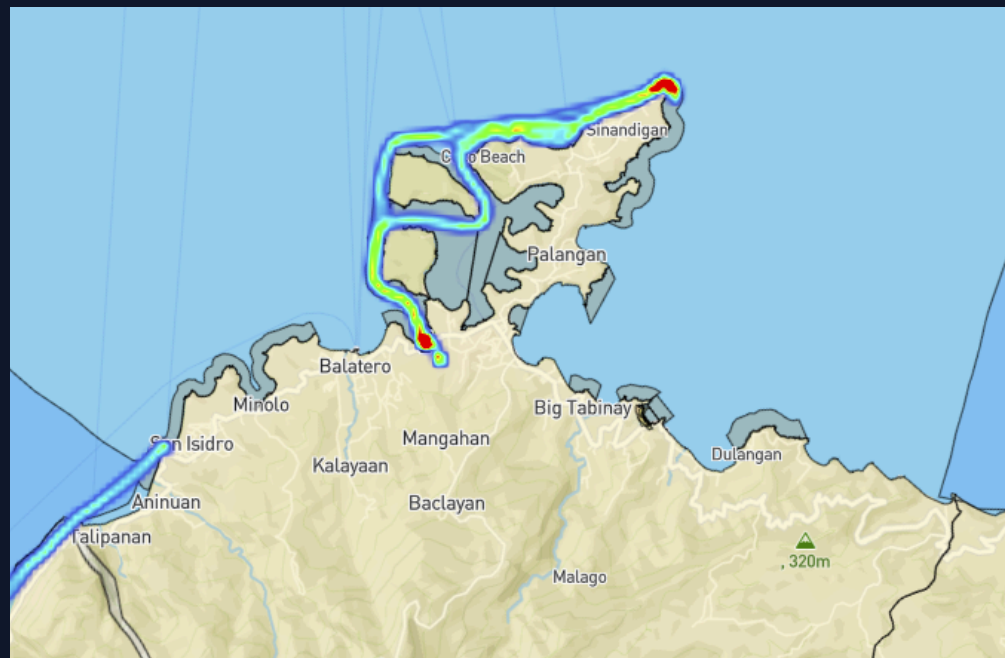 Sinandigan
Beach
Palangan
Balatero
Minolo
Big Tabinay
San Isidro
Mangahan
Dulangan
Kalayaan
Aninuan
Baclayan
Talipanan
, 320m
Malago